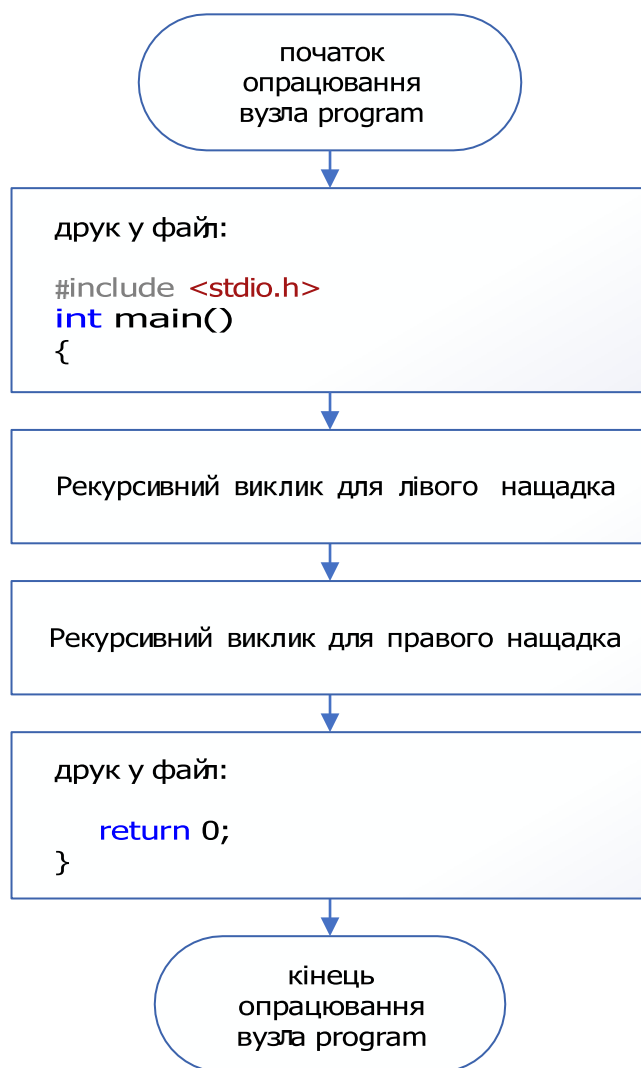 початок
опрацювання
вузла program
друк у файл:
#include <stdio.h>
int main()
{
Рекурсивний виклик для лівого нащадка
Рекурсивний виклик для правого нащадка
друк у файл:
return 0;
}
кінець
опрацювання
вузла program